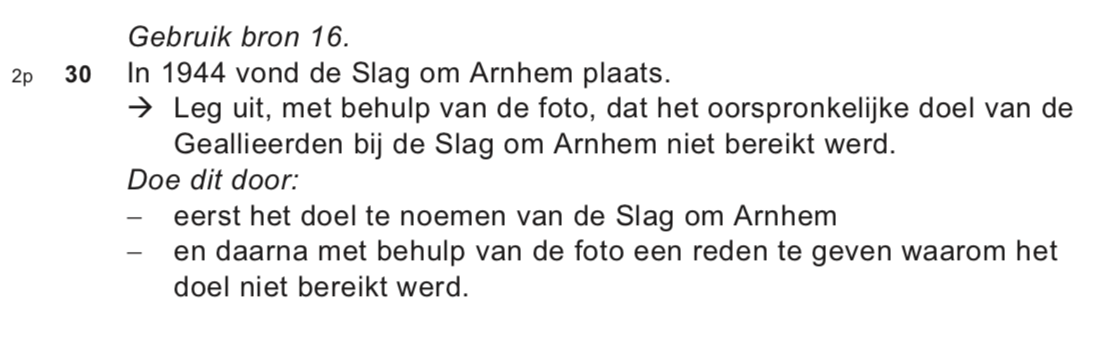 Gebruik bron 16.
2p 30 In 1944 vond de Slag om Arnhem plaats.
→ Leg uit, met behulp van de foto, dat het oorspronkelijke doel van de
Geallieerden bij de Slag om Arnhem niet bereikt werd.
Doe dit door:
– eerst het doel te noemen van de Slag om Arnhem
– en daarna met behulp van de foto een reden te geven waarom het
doel niet bereikt werd.